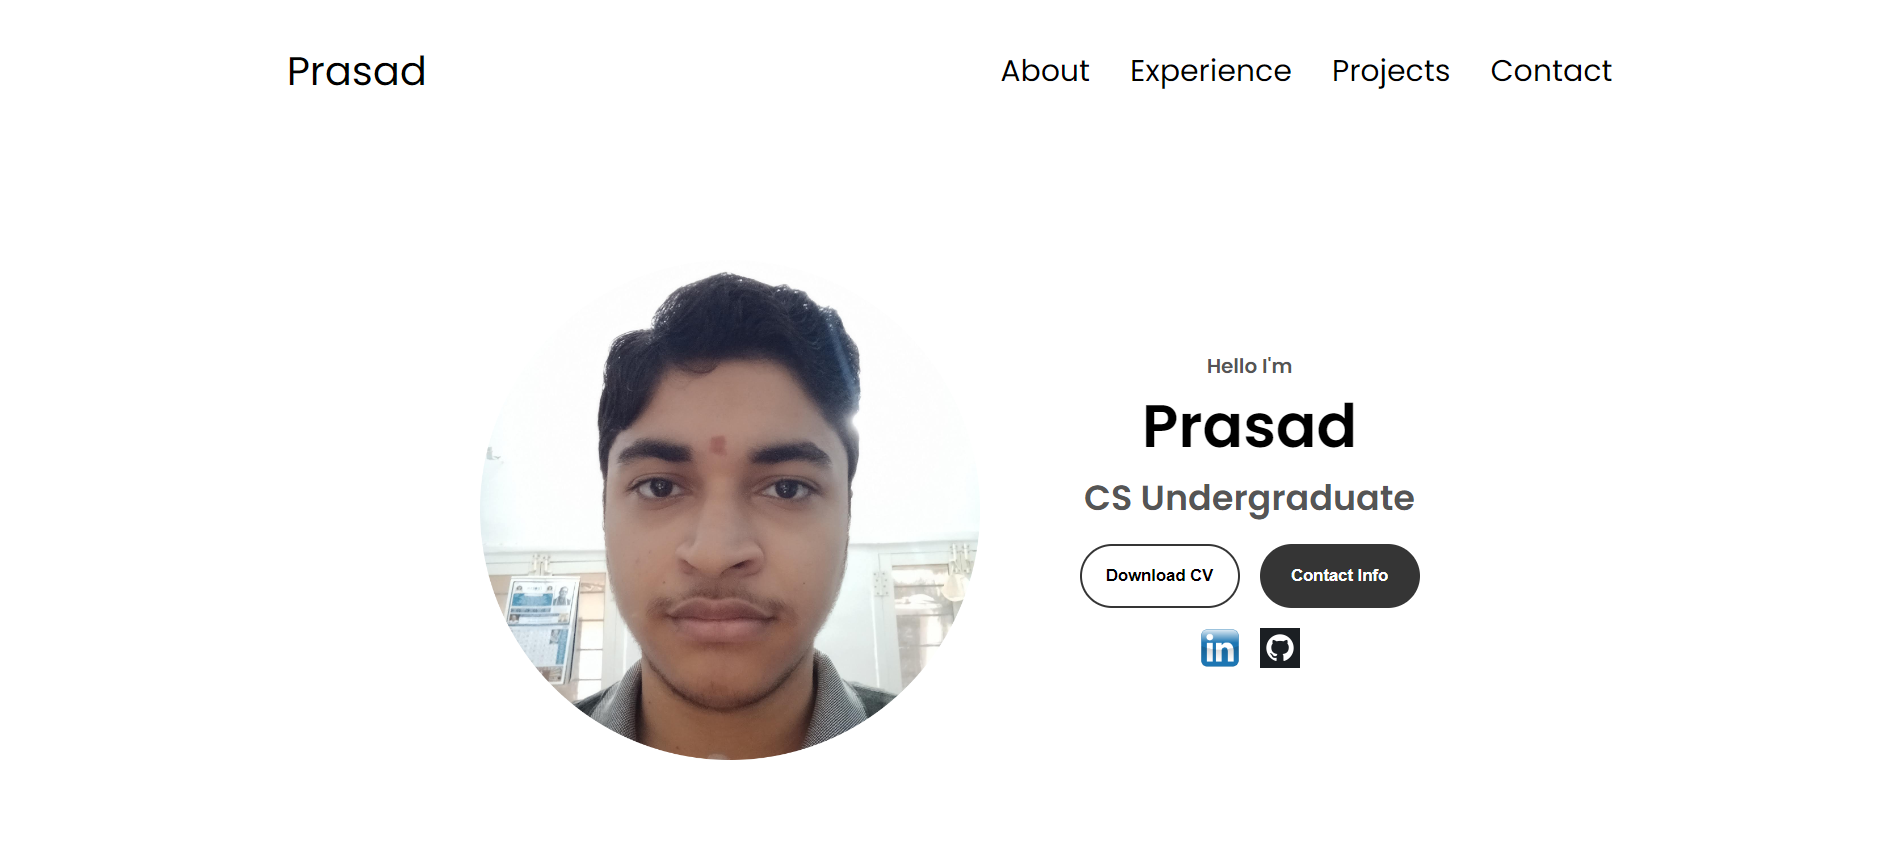 Prasad
About Experience Projects Contact
Hello I'm
Prasad
CS Undergraduate
Download CV Contact Info
in